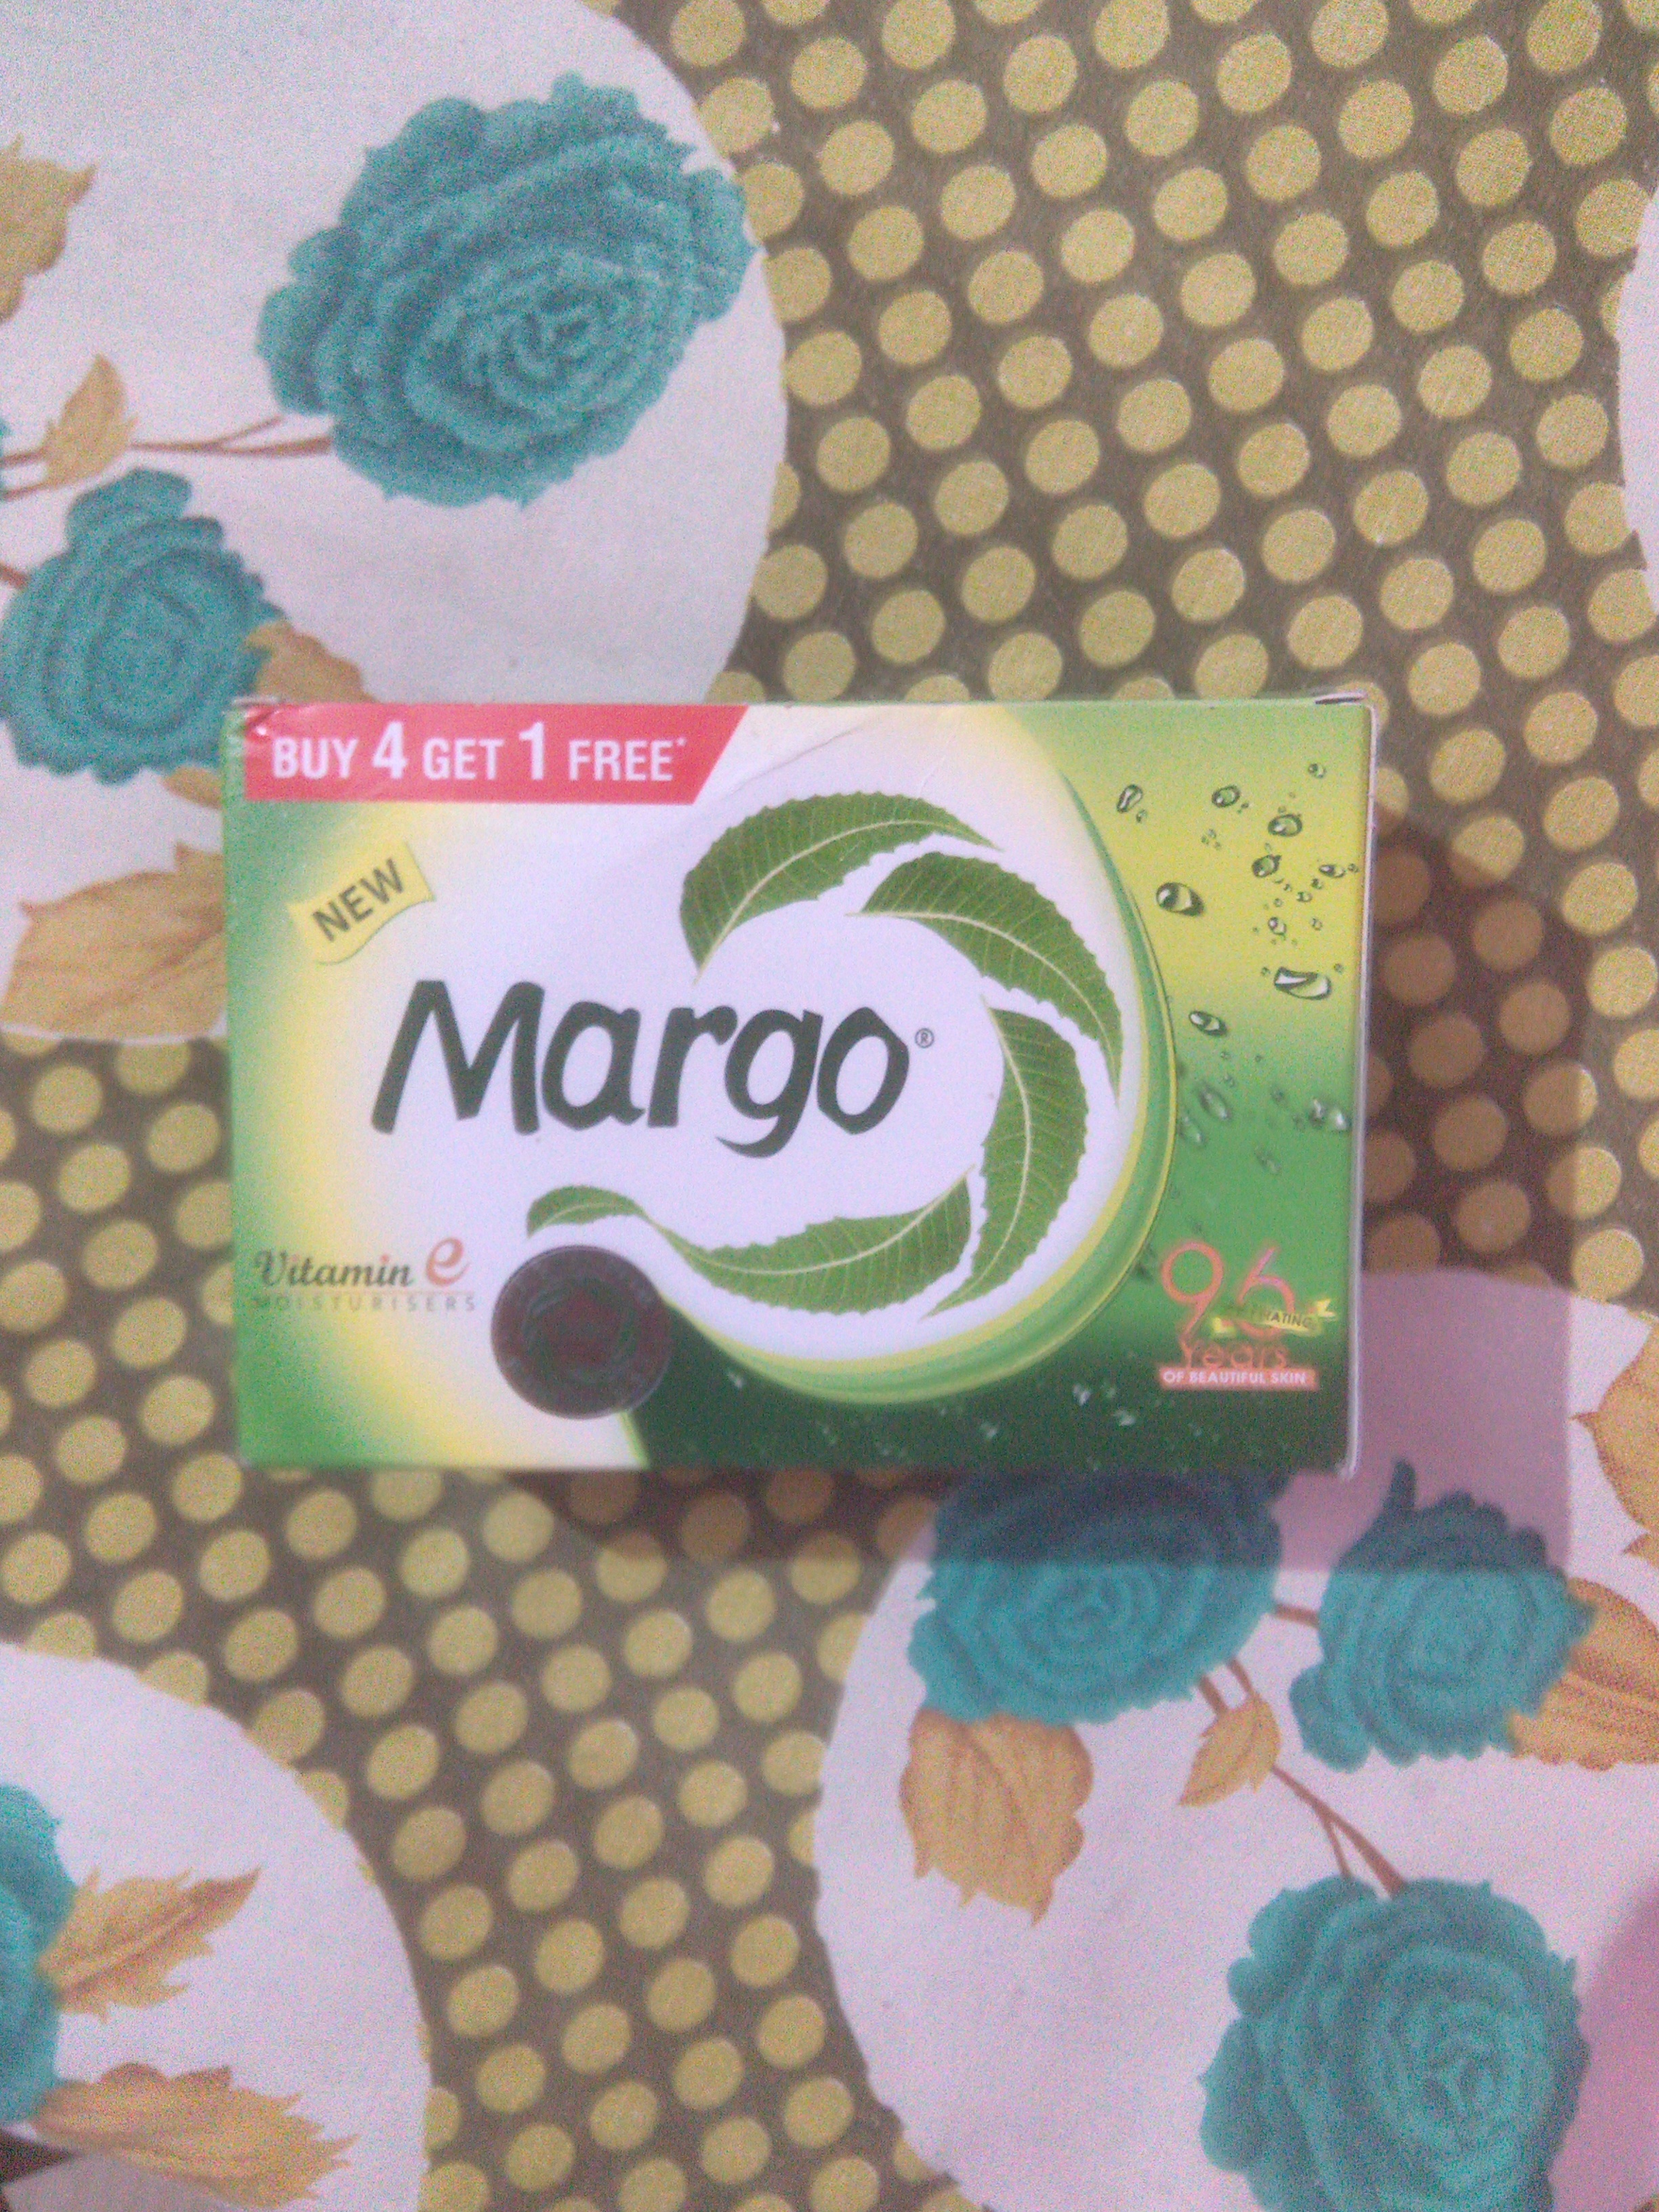 BUY 4 GET 1 FREE*
NEW
Margo®
Vitamin e
MOISTURISERS
96
Years
OF BEAUTIFUL SKIN